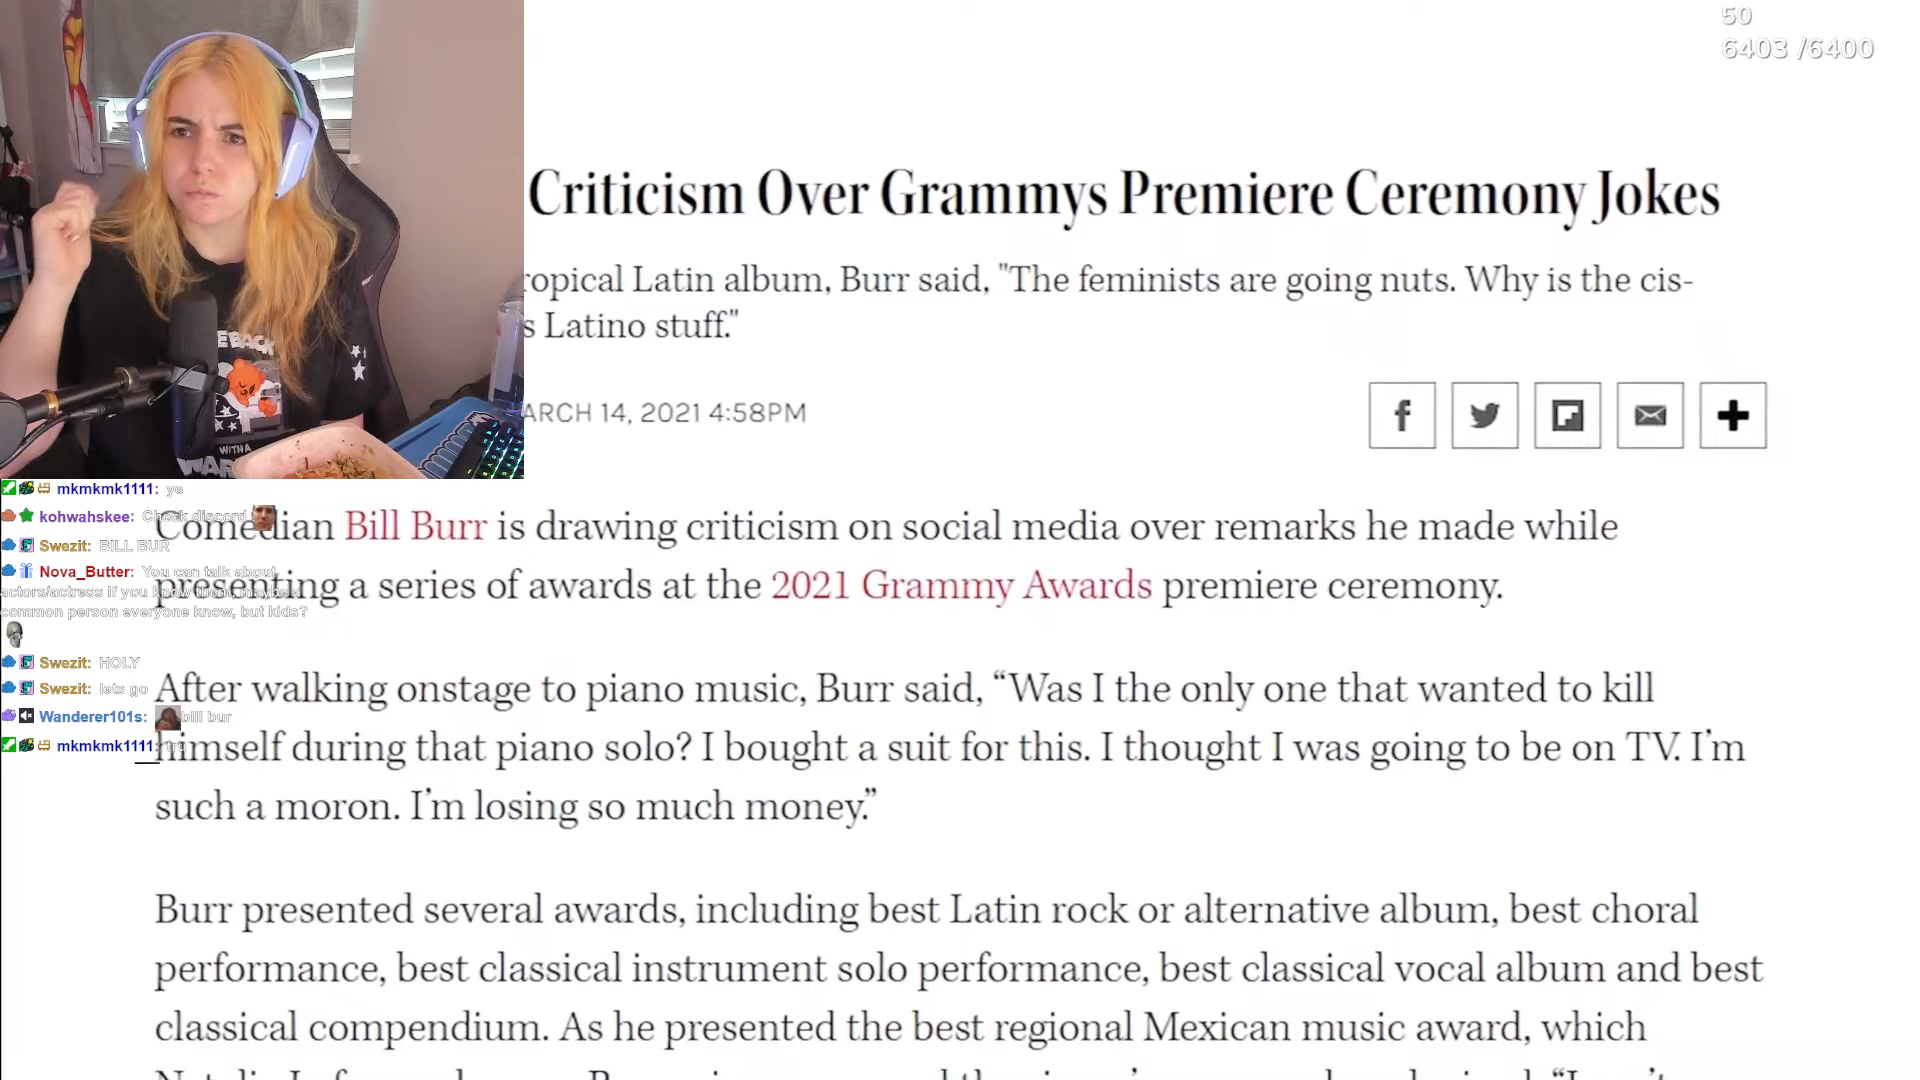 50
6403 /6400
Criticism Over Grammys Premiere Ceremony Jokes
ropical Latin album, Burr said, "The feminists are going nuts. Why is the cis-
s Latino stuff."
ARCH 14, 2021 4:58PM
WITH A
mkmkmk1111: ye
kohwahskee: Check discord
Swezit: BILL BUR
Nova_Butter: You can talk about
actors/actress if you know them, maybe a
common person everyone know, but kids?
Swezit: HOLY
Swezit: lets go
Wanderer101s: bill bur
mkmkmk1111: tru
Comedian Bill Burr is drawing criticism on social media over remarks he made while
presenting a series of awards at the 2021 Grammy Awards premiere ceremony.
After walking onstage to piano music, Burr said, “Was I the only one that wanted to kill
himself during that piano solo? I bought a suit for this. I thought I was going to be on TV. I’m
such a moron. I’m losing so much money.”
Burr presented several awards, including best Latin rock or alternative album, best choral
performance, best classical instrument solo performance, best classical vocal album and best
classical compendium. As he presented the best regional Mexican music award, which